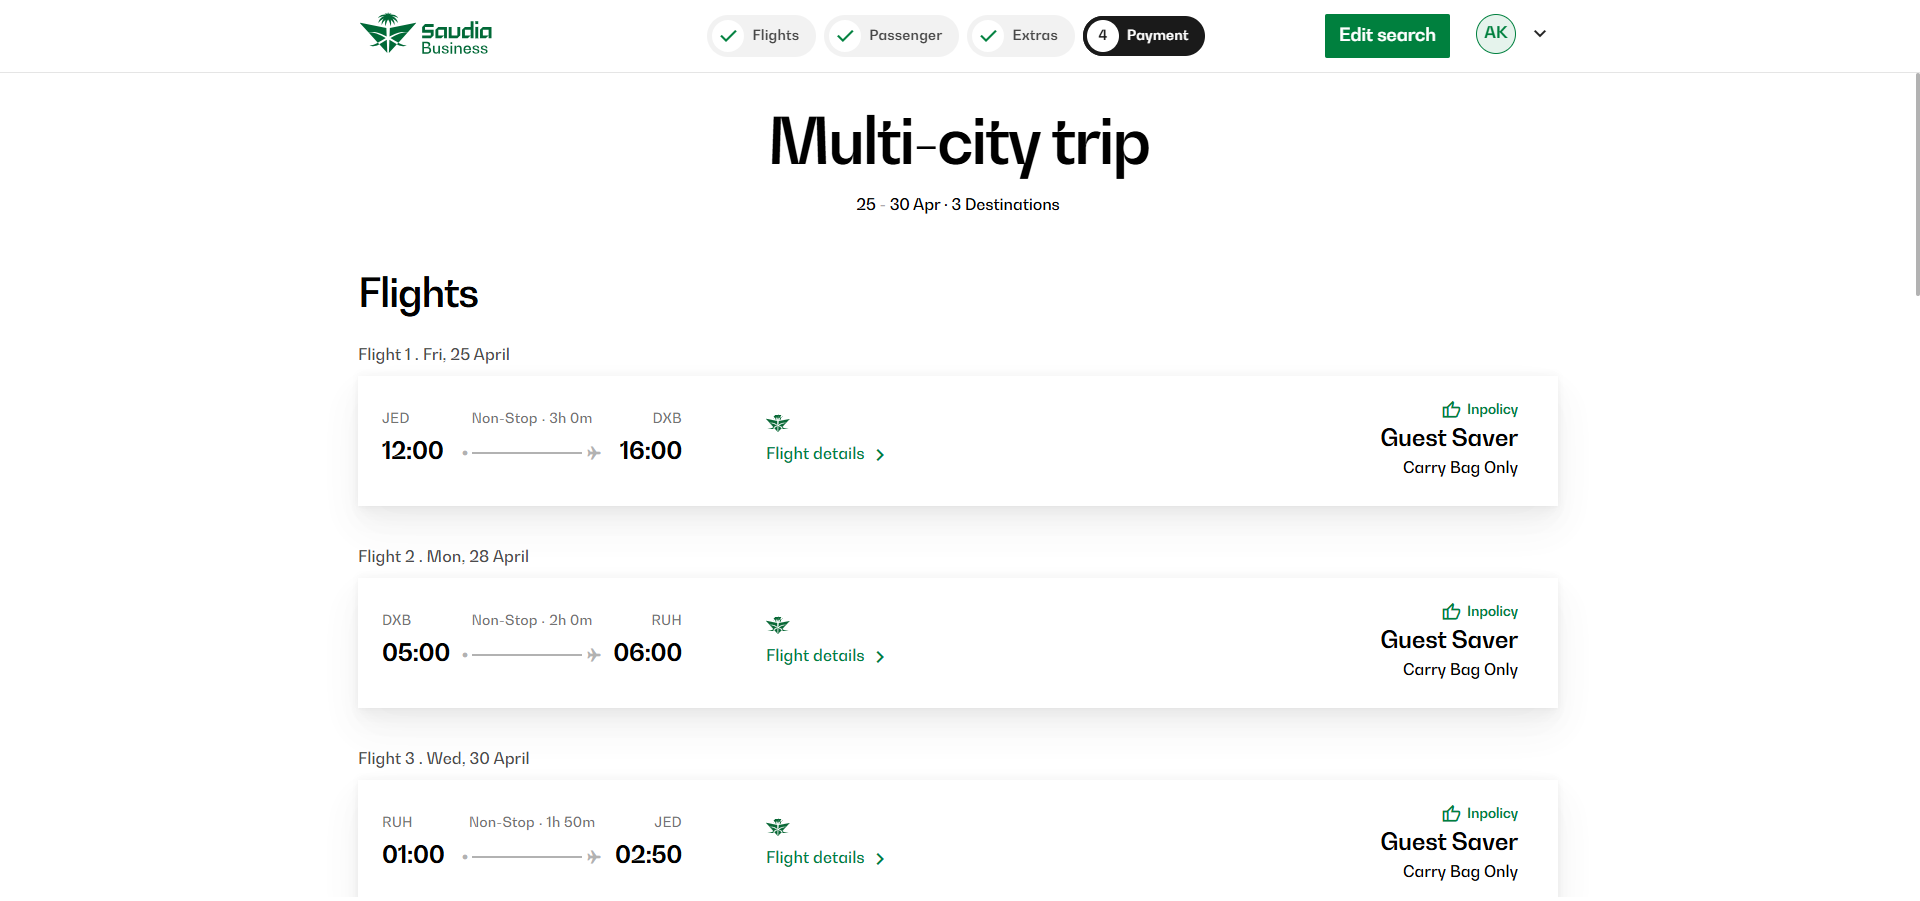 Saudia
Business
Flights
Passenger
Extras
4
Payment
Edit search
AK
Multi-city trip
25 - 30 Apr · 3 Destinations
Flights
Flight 1 . Fri, 25 April
JED
Non-Stop · 3h 0m
DXB
12:00
16:00
Flight details
Inpolicy
Guest Saver
Carry Bag Only
Flight 2 . Mon, 28 April
DXB
Non-Stop · 2h 0m
RUH
05:00
06:00
Flight details
Inpolicy
Guest Saver
Carry Bag Only
Flight 3 . Wed, 30 April
RUH
Non-Stop · 1h 50m
JED
01:00
02:50
Flight details
Inpolicy
Guest Saver
Carry Bag Only